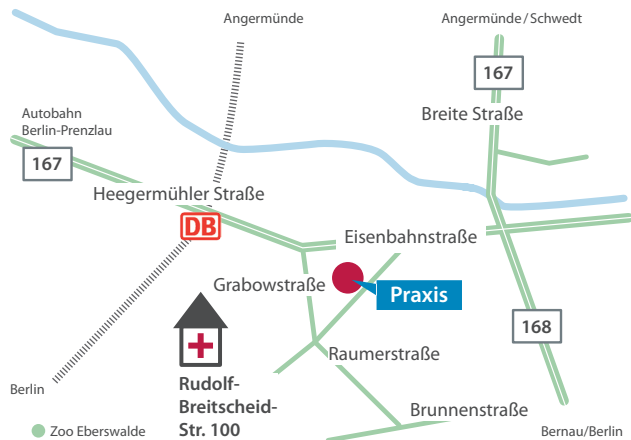 Angermünde
Angermünde/Schwedt
167
Breite Straße
Autobahn
Berlin-Prenzlau
167
Heegermühler Straße
DB
Eisenbahnstraße
Grabowstraße
Praxis
168
Raumerstraße
Rudolf-
Breitscheid-
Str. 100
Berlin
Brunnenstraße
Zoo Eberswalde
Bernau/Berlin